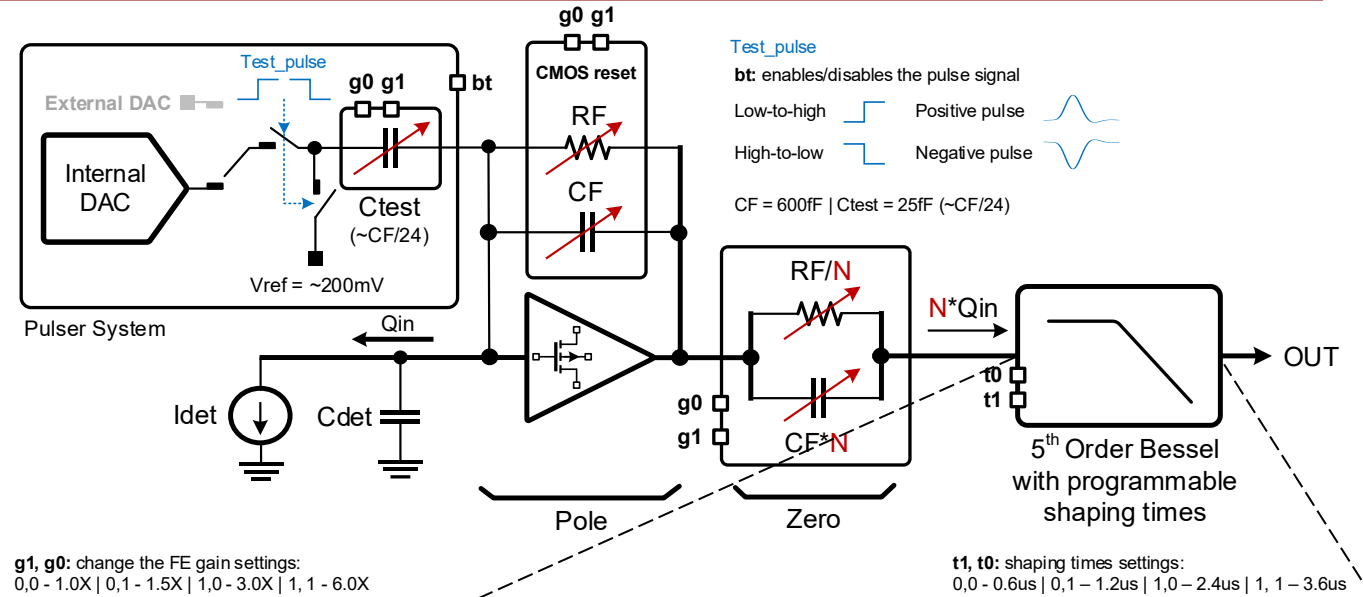 g0 g1
Test_pulse
CMOS reset
g0 g1
bt
External DAC
RF
Internal
DAC
CF
Ctest
(~CF/24)
Vref = ~200mV
Pulser System
Test_pulse
bt: enables/disables the pulse signal
Low-to-high
Positive pulse
High-to-low
Negative pulse
CF = 600fF | Ctest = 25fF (~CF/24)
Qin
RF/N
N*Qin
OUT
t0
t1
Idet
Cdet
g0
g1
CF*N
5th Order Bessel
with programmable
shaping times
Pole
Zero
g1, g0: change the FE gain settings:
0,0 - 1.0X | 0,1 - 1.5X | 1,0 - 3.0X | 1, 1 - 6.0X
t1, t0: shaping times settings:
0,0 - 0.6us | 0,1 – 1.2us | 1,0 – 2.4us | 1, 1 – 3.6us